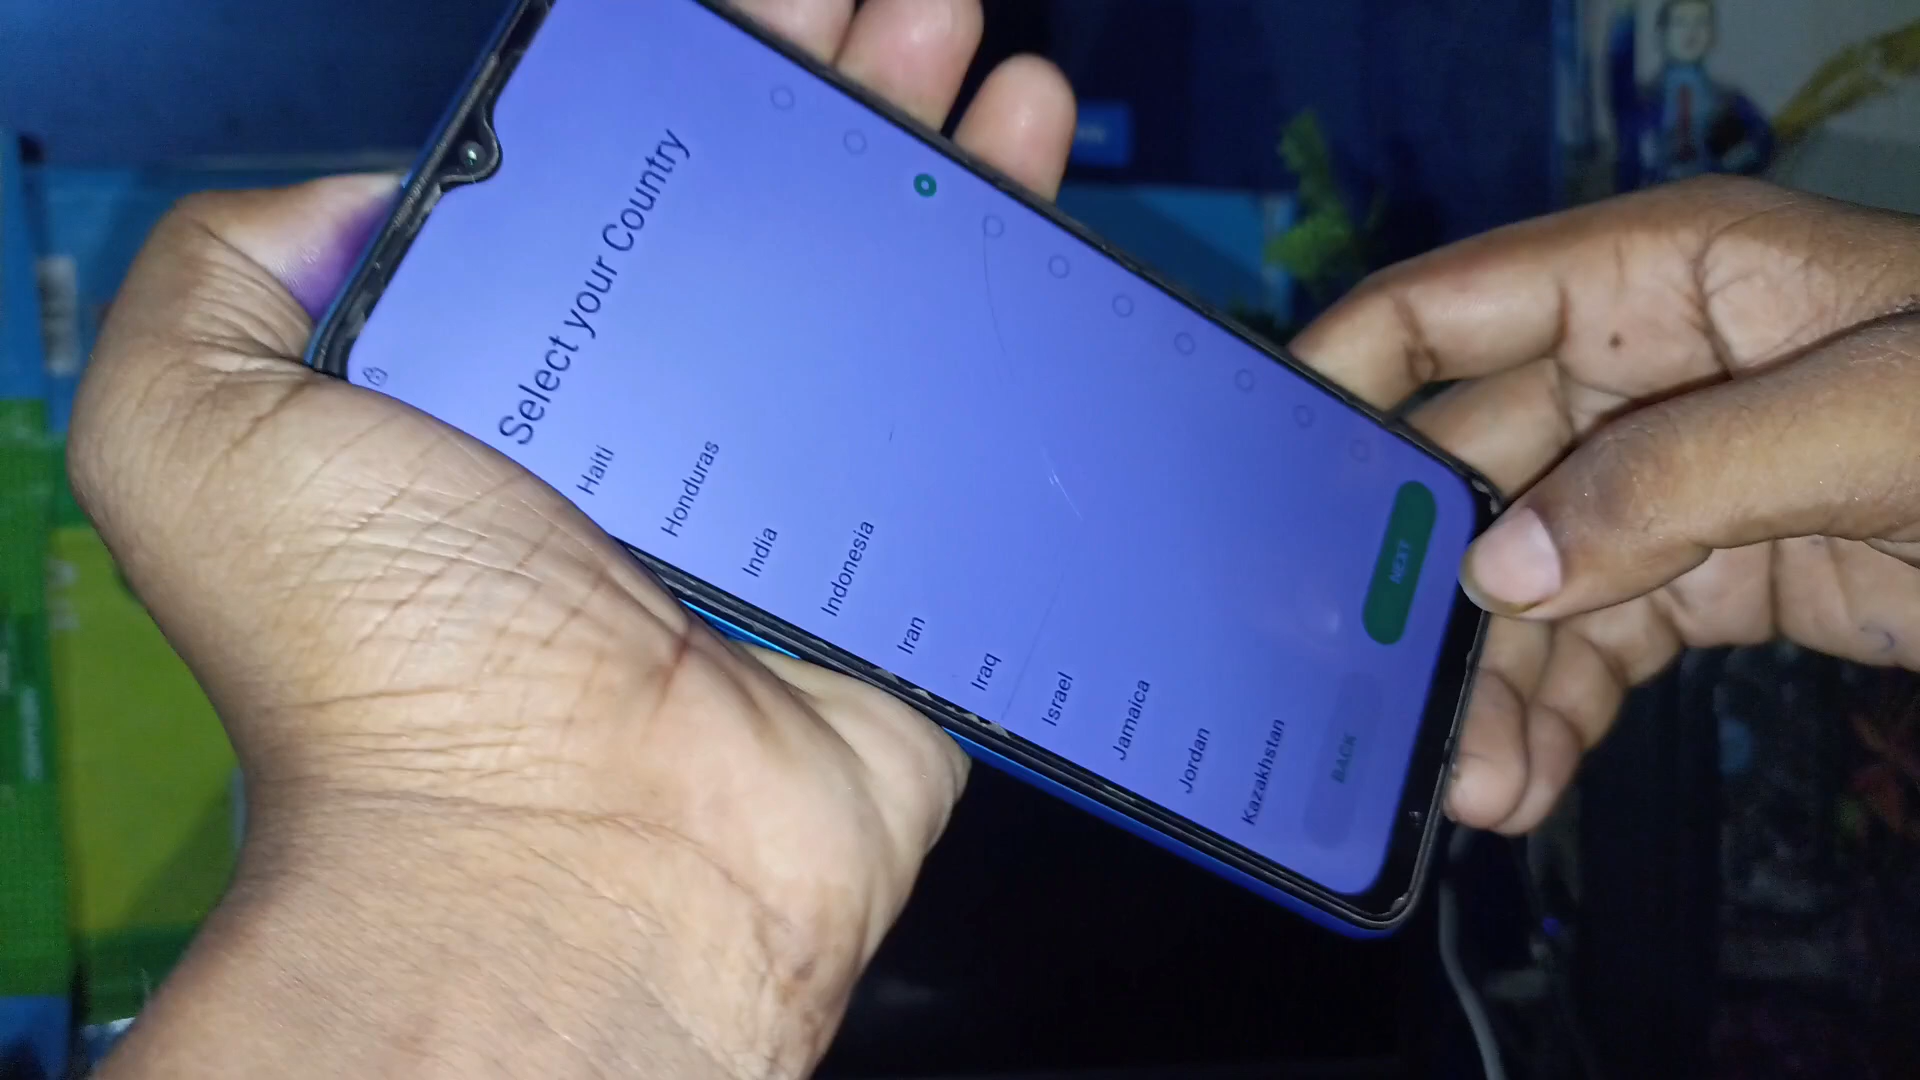 Select your Country
Haiti
Honduras
India
Indonesia
Iran
Iraq
Israel
Jamaica
Jordan
Kazakhstan
NEXT
BACK